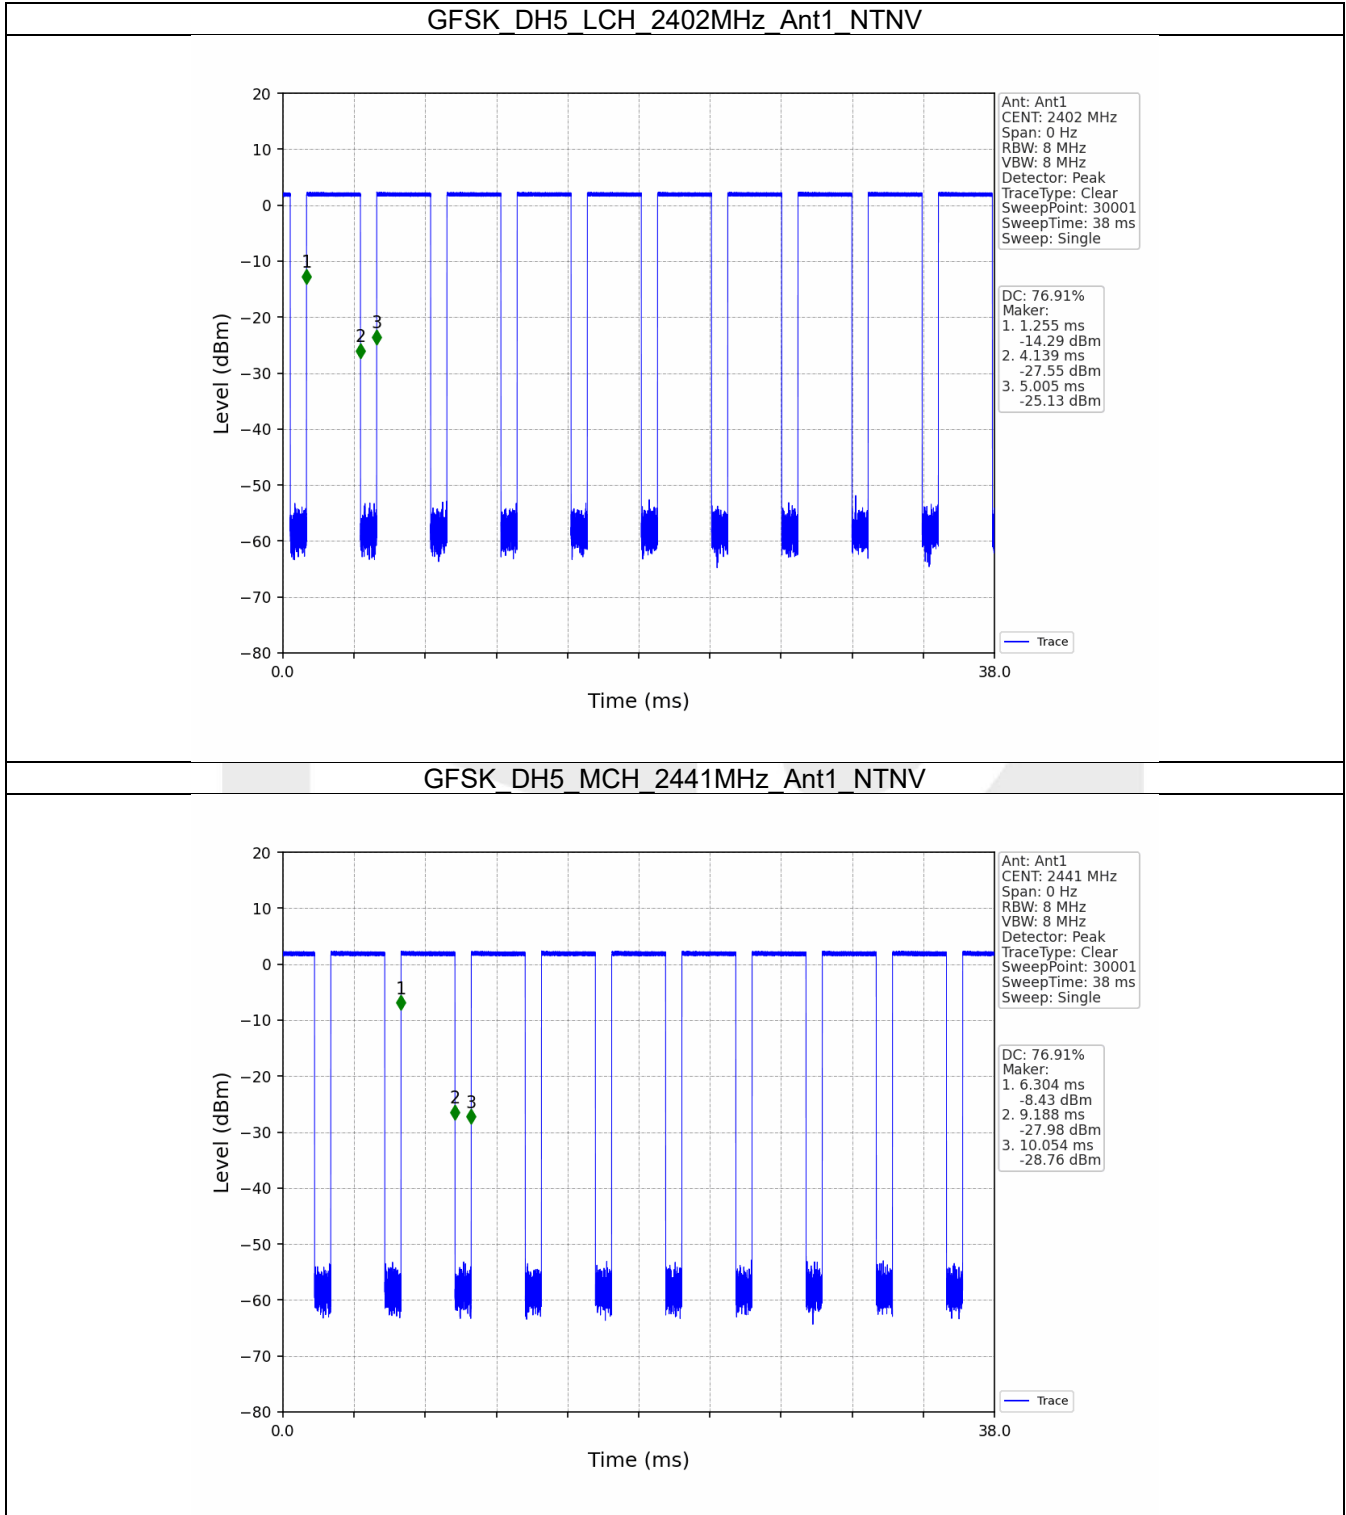 GFSK_DH5_LCH_2402MHz_Ant1_NTNV
20
10
0
−10
−20
−30
−40
−50
−60
−70
−80
Level (dBm)
0.0
38.0
Time (ms)
1
2
3
Ant: Ant1
CENT: 2402 MHz
Span: 0 Hz
RBW: 8 MHz
VBW: 8 MHz
Detector: Peak
TraceType: Clear
SweepPoint: 30001
SweepTime: 38 ms
Sweep: Single
DC: 76.91%
Maker:
1. 1.255 ms
-14.29 dBm
2. 4.139 ms
-27.55 dBm
3. 5.005 ms
-25.13 dBm
Trace
GFSK_DH5_MCH_2441MHz_Ant1_NTNV
20
10
0
−10
−20
−30
−40
−50
−60
−70
−80
Level (dBm)
0.0
38.0
Time (ms)
1
2
3
Ant: Ant1
CENT: 2441 MHz
Span: 0 Hz
RBW: 8 MHz
VBW: 8 MHz
Detector: Peak
TraceType: Clear
SweepPoint: 30001
SweepTime: 38 ms
Sweep: Single
DC: 76.91%
Maker:
1. 6.304 ms
-8.43 dBm
2. 9.188 ms
-27.98 dBm
3. 10.054 ms
-28.76 dBm
Trace